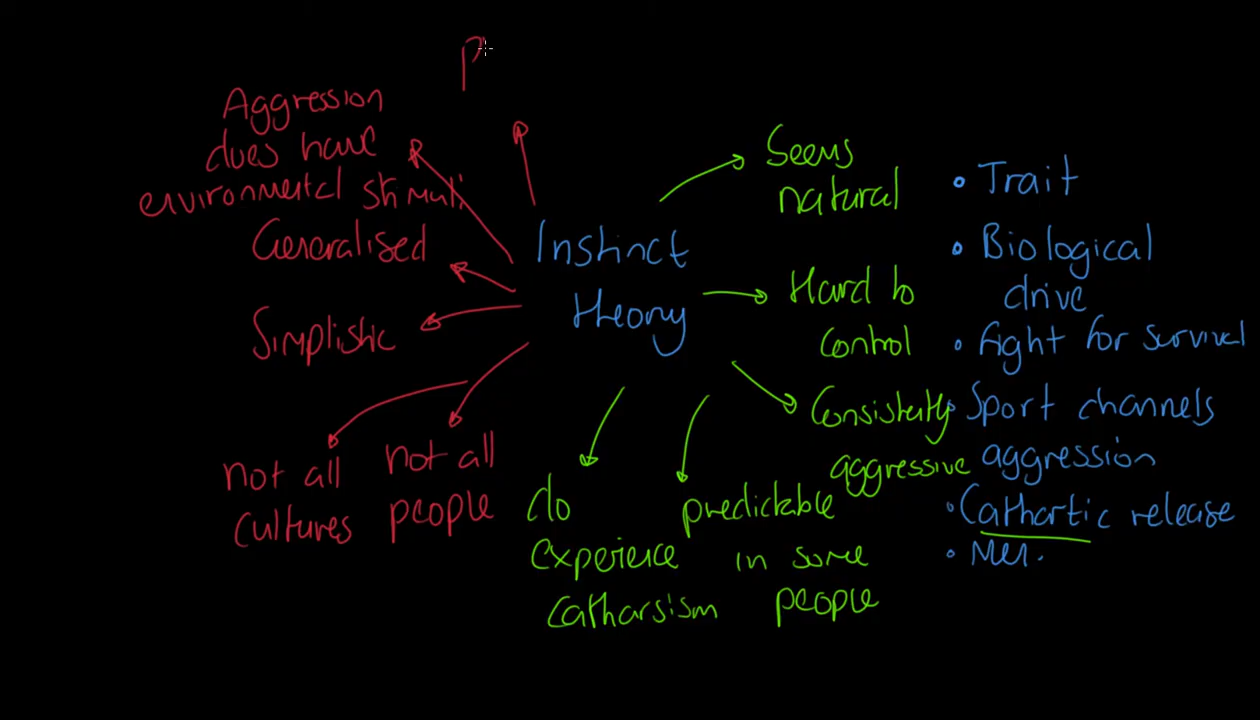 P
Aggression
does have
environmental stimuli
Generalised
Simplistic
not all
cultures
not all
people
Instinct
theory
Seems
natural
Hard to
control
Consistently
aggressive
predictable
in some
people
do
experience
catharsism
• Trait
• Biological
drive
• fight for survival
• Sport channels
aggression
• Cathartic release
• Men.